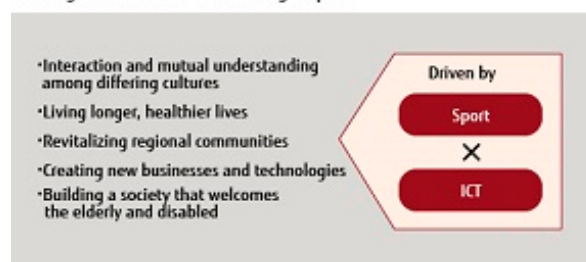 ·Interaction and mutual understanding
among differing cultures
·Living longer, healthier lives
·Revitalizing regional communities
·Creating new businesses and technologies
·Building a society that welcomes
the elderly and disabled
Driven by
Sport
×
ICT